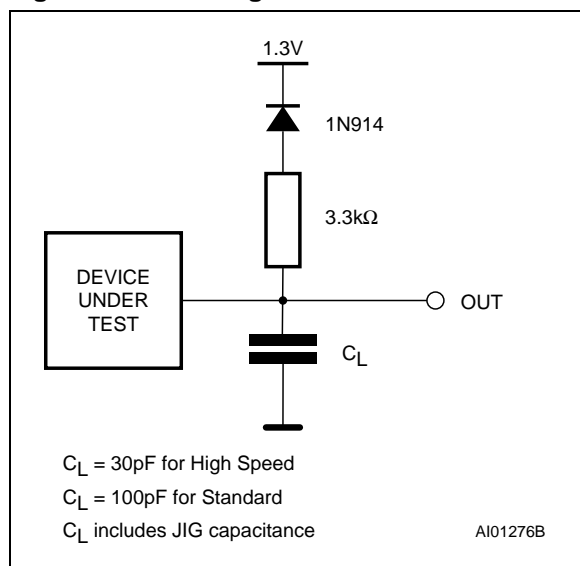 1.3V
1N914
3.3kΩ
DEVICE
UNDER
TEST
OUT
CL
CL = 30pF for High Speed
CL = 100pF for Standard
CL includes JIG capacitance
AI01276B